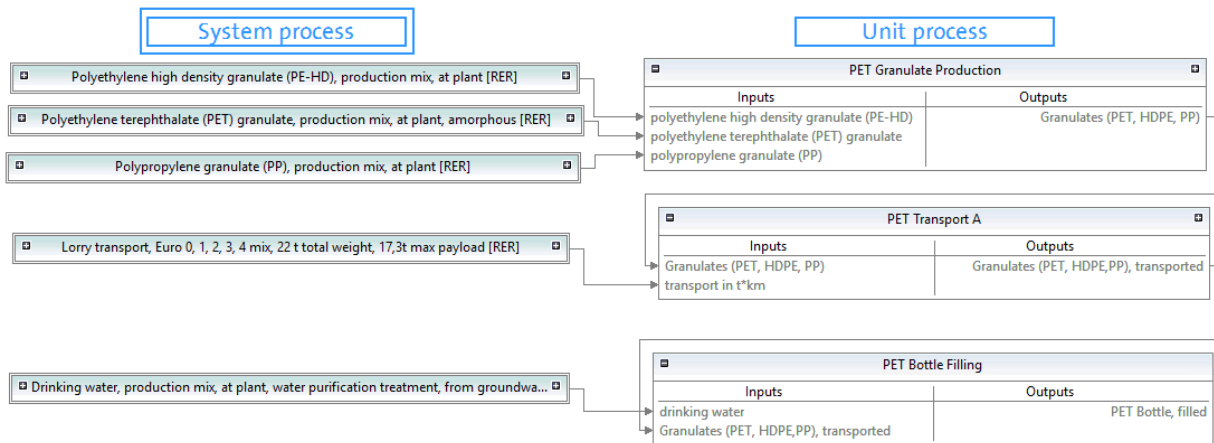 System process
Unit process
Polyethylene high density granulate (PE-HD), production mix, at plant [RER]
Polyethylene terephthalate (PET) granulate, production mix, at plant, amorphous [RER]
Polypropylene granulate (PP), production mix, at plant [RER]
PET Granulate Production
Inputs
Outputs
polyethylene high density granulate (PE-HD)
Granulates (PET, HDPE, PP)
polyethylene terephthalate (PET) granulate
polypropylene granulate (PP)
Lorry transport, Euro 0, 1, 2, 3, 4 mix, 22 t total weight, 17,3t max payload [RER]
PET Transport A
Inputs
Outputs
Granulates (PET, HDPE, PP)
Granulates (PET, HDPE,PP), transported
transport in t*km
Drinking water, production mix, at plant, water purification treatment, from groundwa...
PET Bottle Filling
Inputs
Outputs
drinking water
PET Bottle, filled
Granulates (PET, HDPE,PP), transported